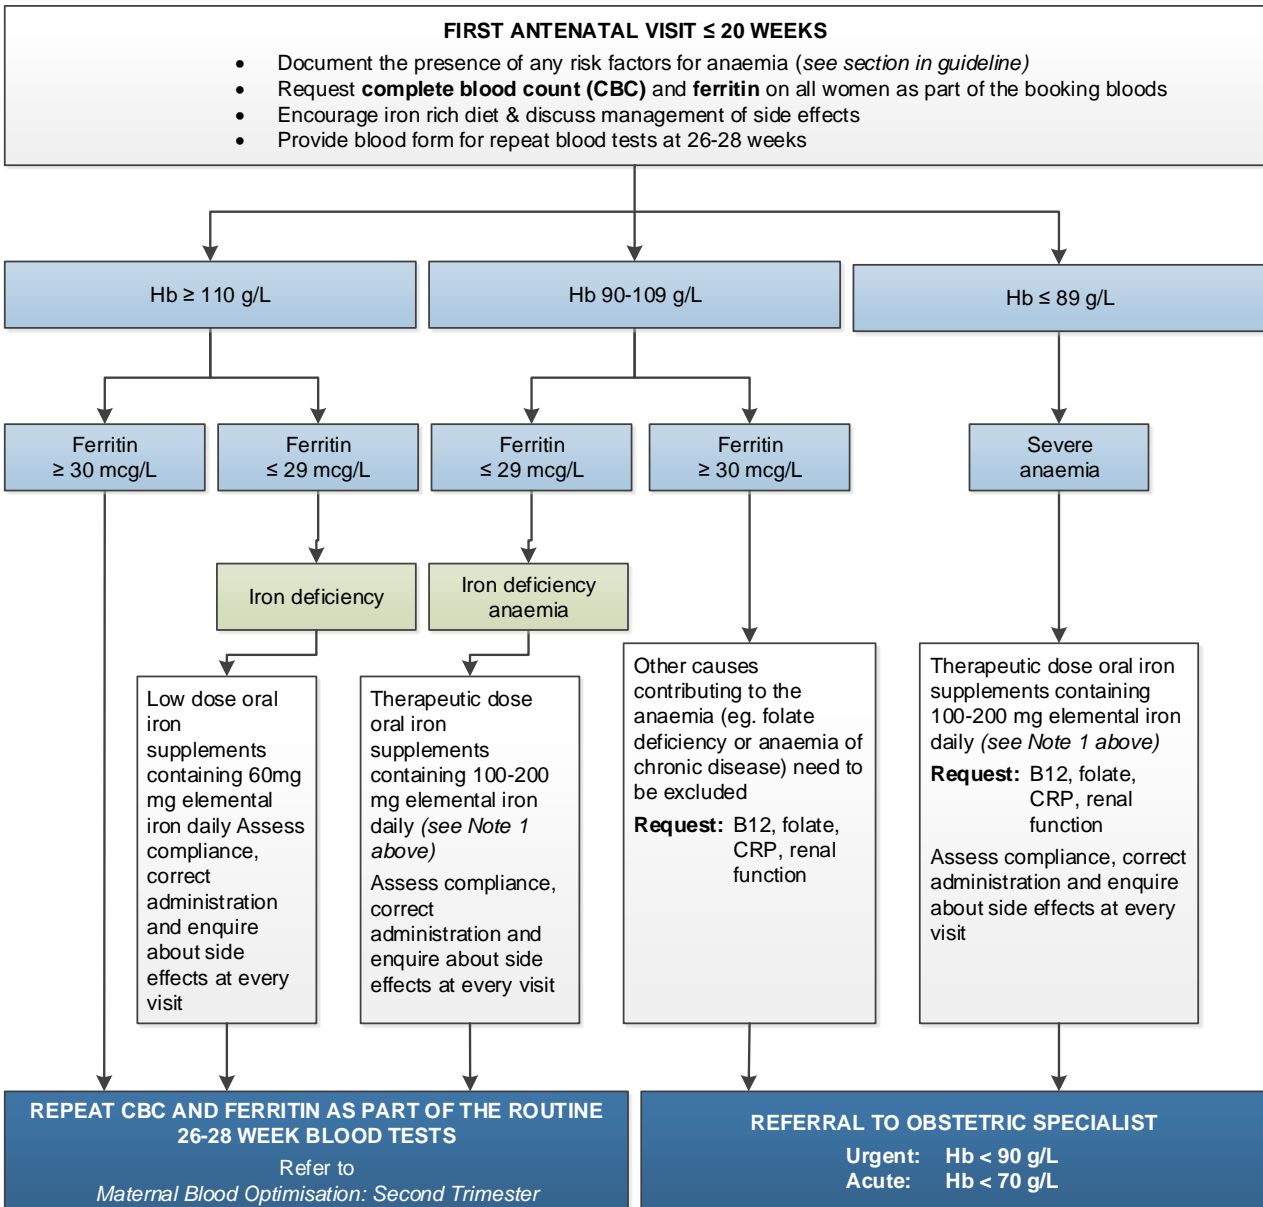 FIRST ANTENATAL VISIT ≤ 20 WEEKS
• Document the presence of any risk factors for anaemia (see section in guideline)
• Request complete blood count (CBC) and ferritin on all women as part of the booking bloods
• Encourage iron rich diet & discuss management of side effects
• Provide blood form for repeat blood tests at 26-28 weeks
Hb ≥ 110 g/L
Hb 90-109 g/L
Hb ≤ 89 g/L
Ferritin
≥ 30 mcg/L
Ferritin
≤ 29 mcg/L
Ferritin
≤ 29 mcg/L
Ferritin
≥ 30 mcg/L
Severe
anaemia
Iron deficiency
Iron deficiency
anaemia
Low dose oral
iron
supplements
containing 60mg
mg elemental
iron daily Assess
compliance,
correct
administration
and enquire
about side
effects at every
visit
Therapeutic dose
oral iron
supplements
containing 100-200
mg elemental iron
daily (see Note 1
above)
Assess compliance,
correct
administration and
enquire about side
effects at every visit
Other causes
contributing to the
anaemia (eg. folate
deficiency or anaemia of
chronic disease) need to
be excluded
Request: B12, folate,
CRP, renal
function
Therapeutic dose oral iron
supplements containing
100-200 mg elemental iron
daily (see Note 1 above)
Request: B12, folate,
CRP, renal
function
Assess compliance, correct
administration and enquire
about side effects at every
visit
REPEAT CBC AND FERRITIN AS PART OF THE ROUTINE
26-28 WEEK BLOOD TESTS
Refer to
Maternal Blood Optimisation: Second Trimester
REFERRAL TO OBSTETRIC SPECIALIST
Urgent: Hb < 90 g/L
Acute: Hb < 70 g/L